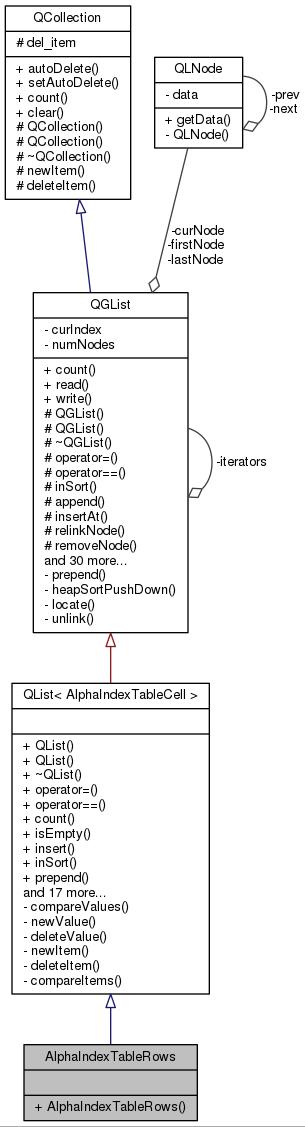 QCollection
# del_item
+ autoDelete()
+ setAutoDelete()
+ count()
+ clear()
# QCollection()
# QCollection()
# ~QCollection()
# newItem()
# deleteItem()
QLNode
- data
+ getData()
- QLNode()
-prev
-next
-curNode
-firstNode
-lastNode
QGList
- curIndex
- numNodes
+ count()
+ read()
+ write()
# QGList()
# QGList()
# ~QGList()
# operator=()
# operator==()
# inSort()
# append()
# insertAt()
# relinkNode()
# removeNode()
and 30 more...
- prepend()
- heapSortPushDown()
- locate()
- unlink()
-iterators
QList< AlphaIndexTableCell >
+ QList()
+ QList()
+ ~QList()
+ operator=()
+ operator==()
+ count()
+ isEmpty()
+ insert()
+ inSort()
+ prepend()
and 17 more...
- compareValues()
- newValue()
- deleteValue()
- newItem()
- deleteItem()
- compareItems()
AlphaIndexTableRows
+ AlphaIndexTableRows()